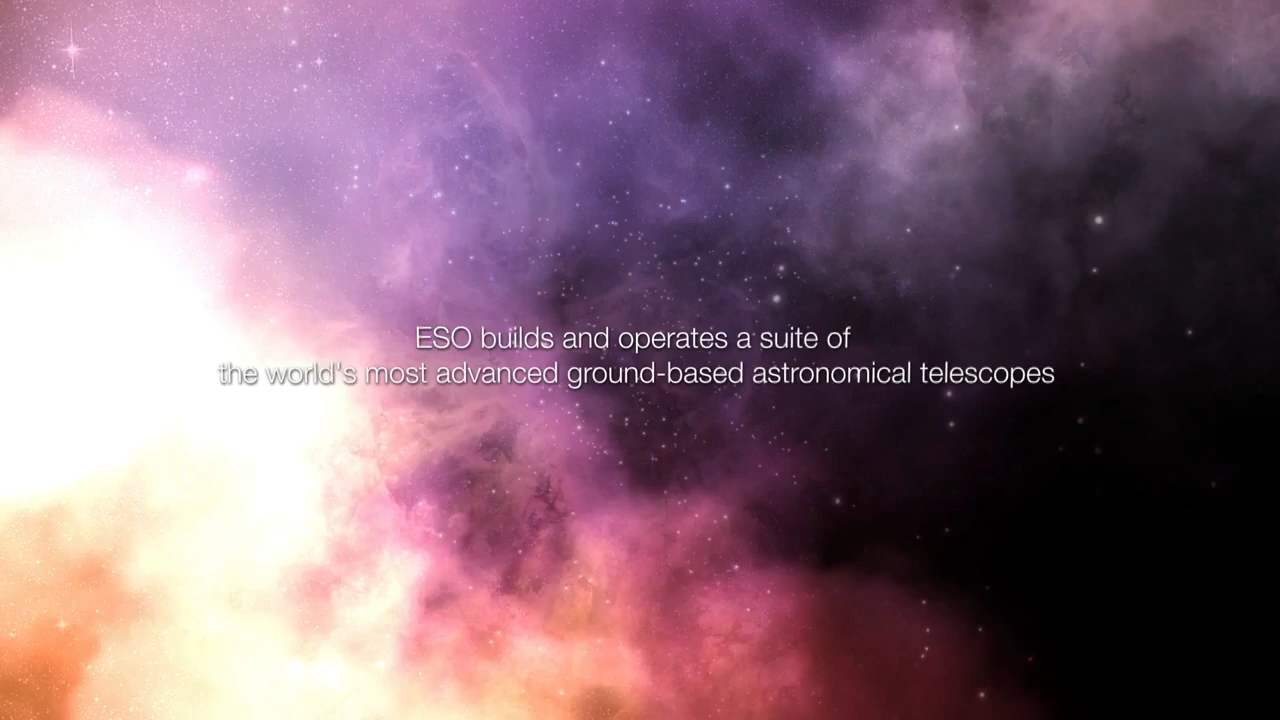 ESO builds and operates a suite of
the world's most advanced ground-based astronomical telescopes